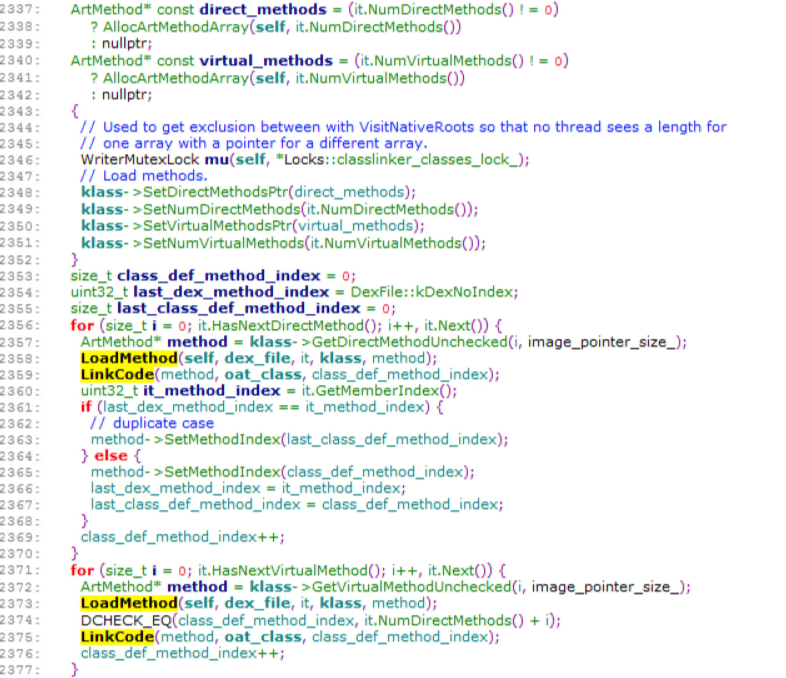 2337: ArtMethod* const direct_methods = (it.NumDirectMethods() != 0)
2338: ? AllocArtMethodArray(self, it.NumDirectMethods())
2339: : nullptr;
2340: ArtMethod* const virtual_methods = (it.NumVirtualMethods() != 0)
2341: ? AllocArtMethodArray(self, it.NumVirtualMethods())
2342: : nullptr;
2343: {
2344: // Used to get exclusion between with VisitNativeRoots so that no thread sees a length for
2345: // one array with a pointer for a different array.
2346: WriterMutexLock mu(self, *Locks::classlinker_classes_lock_);
2347: // Load methods.
2348: klass->SetDirectMethodsPtr(direct_methods);
2349: klass->SetNumDirectMethods(it.NumDirectMethods());
2350: klass->SetVirtualMethodsPtr(virtual_methods);
2351: klass->SetNumVirtualMethods(it.NumVirtualMethods());
2352: }
2353: size_t class_def_method_index = 0;
2354: uint32_t last_dex_method_index = DexFile::kDexNoIndex;
2355: size_t last_class_def_method_index = 0;
2356: for (size_t i = 0; it.HasNextDirectMethod(); i++, it.Next()) {
2357: ArtMethod* method = klass->GetDirectMethodUnchecked(i, image_pointer_size_);
2358: LoadMethod(self, dex_file, it, klass, method);
2359: LinkCode(method, oat_class, class_def_method_index);
2360: uint32_t it_method_index = it.GetMemberIndex();
2361: if (last_dex_method_index == it_method_index) {
2362: // duplicate case
2363: method->SetMethodIndex(last_class_def_method_index);
2364: } else {
2365: method->SetMethodIndex(class_def_method_index);
2366: last_dex_method_index = it_method_index;
2367: last_class_def_method_index = class_def_method_index;
2368: }
2369: class_def_method_index++;
2370: }
2371: for (size_t i = 0; it.HasNextVirtualMethod(); i++, it.Next()) {
2372: ArtMethod* method = klass->GetVirtualMethodUnchecked(i, image_pointer_size_);
2373: LoadMethod(self, dex_file, it, klass, method);
2374: DCHECK_EQ(class_def_method_index, it.NumDirectMethods() + i);
2375: LinkCode(method, oat_class, class_def_method_index);
2376: class_def_method_index++;
2377: }